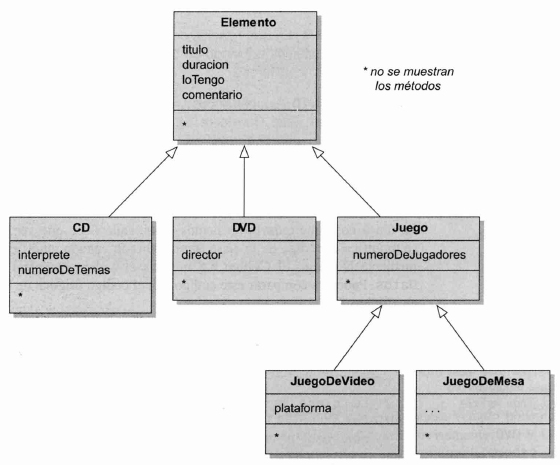 Elemento
titulo
duracion
loTengo
comentario
*
* no se muestran
los métodos
CD
interprete
numeroDeTemas
*
DVD
director
*
Juego
numeroDeJugadores
*
JuegoDeVideo
plataforma
*
JuegoDeMesa
. . .
*